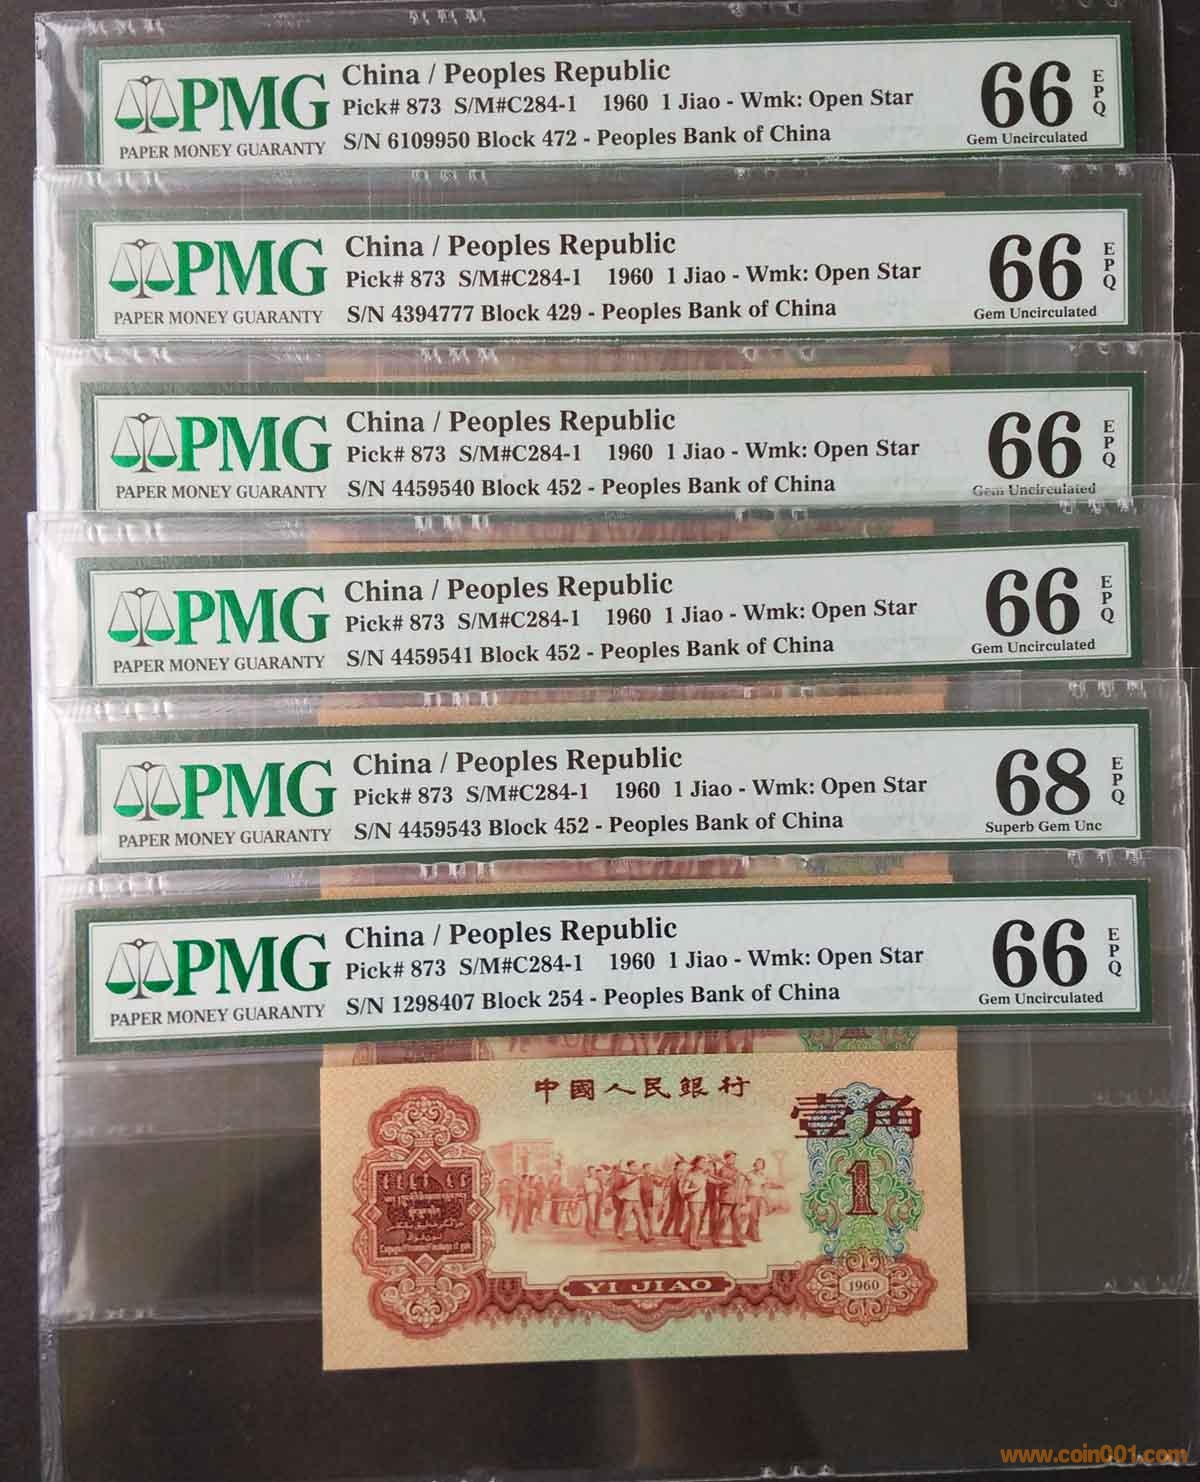 PMG
PAPER MONEY GUARANTY
China / Peoples Republic
Pick# 873 S/M#C284-1 1960 1 Jiao - Wmk: Open Star
S/N 6109950 Block 472 - Peoples Bank of China
66
EPQ
Gem Uncirculated
PMG
PAPER MONEY GUARANTY
China / Peoples Republic
Pick# 873 S/M#C284-1 1960 1 Jiao - Wmk: Open Star
S/N 4394777 Block 429 - Peoples Bank of China
66
EPQ
Gem Uncirculated
PMG
PAPER MONEY GUARANTY
China / Peoples Republic
Pick# 873 S/M#C284-1 1960 1 Jiao - Wmk: Open Star
S/N 4459540 Block 452 - Peoples Bank of China
66
EPQ
Gem Uncirculated
PMG
PAPER MONEY GUARANTY
China / Peoples Republic
Pick# 873 S/M#C284-1 1960 1 Jiao - Wmk: Open Star
S/N 4459541 Block 452 - Peoples Bank of China
66
EPQ
Gem Uncirculated
PMG
PAPER MONEY GUARANTY
China / Peoples Republic
Pick# 873 S/M#C284-1 1960 1 Jiao - Wmk: Open Star
S/N 4459543 Block 452 - Peoples Bank of China
68
EPQ
Superb Gem Unc
PMG
PAPER MONEY GUARANTY
China / Peoples Republic
Pick# 873 S/M#C284-1 1960 1 Jiao - Wmk: Open Star
S/N 1298407 Block 254 - Peoples Bank of China
66
EPQ
Gem Uncirculated
中國人民銀行
壹角
1
YI JIAO
1960
www.coin001.com